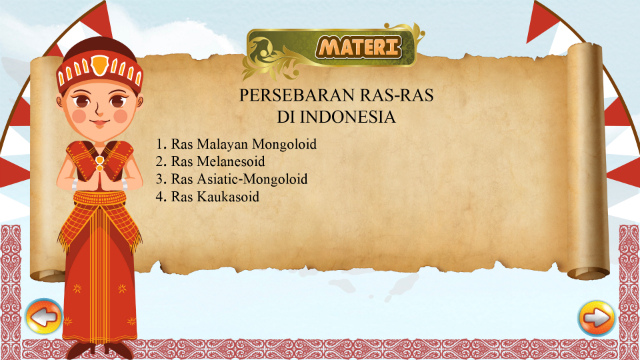 MATERI
PERSEBARAN RAS-RAS
DI INDONESIA
1. Ras Malayan Mongoloid
2. Ras Melanesoid
3. Ras Asiatic-Mongoloid
4. Ras Kaukasoid